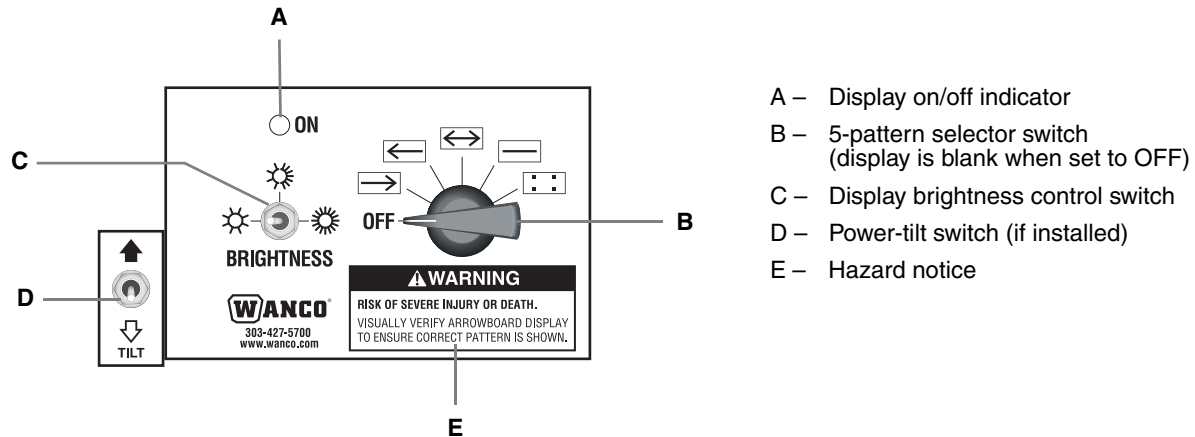 A
ON
C
OFF
B
BRIGHTNESS
D
TILT
WANCO®
303-427-5700
www.wanco.com
WARNING
RISK OF SEVERE INJURY OR DEATH.
VISUALLY VERIFY ARROWBOARD DISPLAY
TO ENSURE CORRECT PATTERN IS SHOWN.
E
A – Display on/off indicator
B – 5-pattern selector switch
(display is blank when set to OFF)
C – Display brightness control switch
D – Power-tilt switch (if installed)
E – Hazard notice